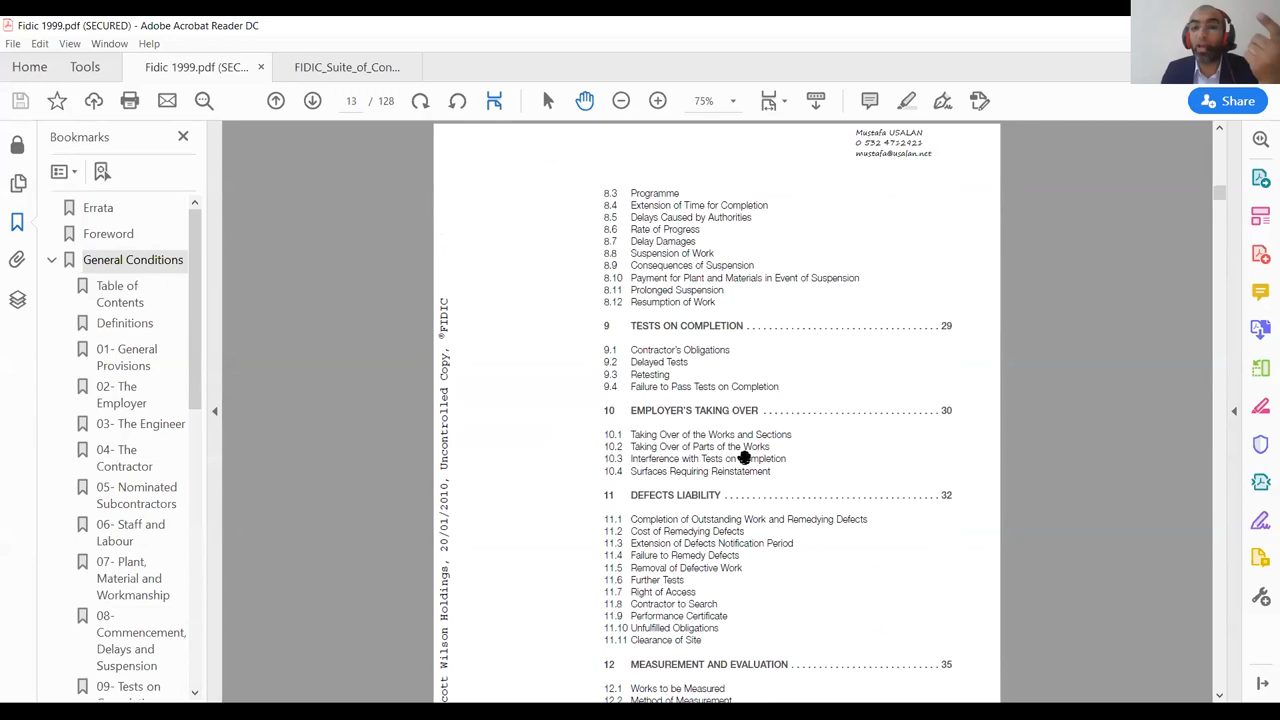 Fidic 1999.pdf (SECURED) - Adobe Acrobat Reader DC
File Edit View Window Help
Home Tools Fidic 1999.pdf (SEC... × FIDIC_Suite_of_Con...
13 / 128 75% Share
Bookmarks
Errata
Foreword
General Conditions
Table of
Contents
Definitions
01- General
Provisions
02- The
Employer
03- The Engineer
04- The
Contractor
05- Nominated
Subcontractors
06- Staff and
Labour
07- Plant,
Material and
Workmanship
08-
Commencement,
Delays and
Suspension
09- Tests on
Mustafa USALAN
0 532 4712921
mustafa@usalan.net
cott Wilson Holdings, 20/01/2010, Uncontrolled Copy, ®FIDIC
8.3 Programme
8.4 Extension of Time for Completion
8.5 Delays Caused by Authorities
8.6 Rate of Progress
8.7 Delay Damages
8.8 Suspension of Work
8.9 Consequences of Suspension
8.10 Payment for Plant and Materials in Event of Suspension
8.11 Prolonged Suspension
8.12 Resumption of Work
9 TESTS ON COMPLETION . . . . . . . . . . . . . . . . . . . . . . . . . . . . . . . . . . 29
9.1 Contractor's Obligations
9.2 Delayed Tests
9.3 Retesting
9.4 Failure to Pass Tests on Completion
10 EMPLOYER'S TAKING OVER . . . . . . . . . . . . . . . . . . . . . . . . . . . . . . . 30
10.1 Taking Over of the Works and Sections
10.2 Taking Over of Parts of the Works
10.3 Interference with Tests on Completion
10.4 Surfaces Requiring Reinstatement
11 DEFECTS LIABILITY . . . . . . . . . . . . . . . . . . . . . . . . . . . . . . . . . . . . . 32
11.1 Completion of Outstanding Work and Remedying Defects
11.2 Cost of Remedying Defects
11.3 Extension of Defects Notification Period
11.4 Failure to Remedy Defects
11.5 Removal of Defective Work
11.6 Further Tests
11.7 Right of Access
11.8 Contractor to Search
11.9 Performance Certificate
11.10 Unfulfilled Obligations
11.11 Clearance of Site
12 MEASUREMENT AND EVALUATION . . . . . . . . . . . . . . . . . . . . . . . . . . . 35
12.1 Works to be Measured
12.2 Method of Measurement